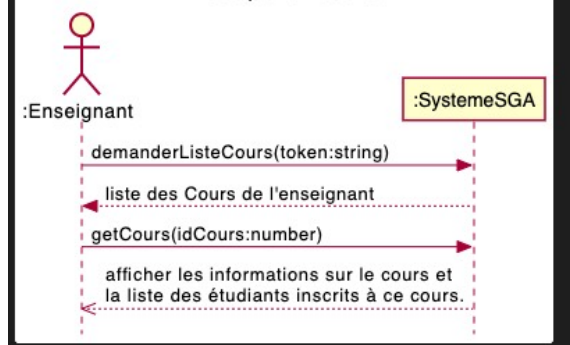 :Enseignant
:SystemeSGA
demanderListeCours(token:string)
liste des Cours de l'enseignant
getCours(idCours:number)
afficher les informations sur le cours et
la liste des étudiants inscrits à ce cours.